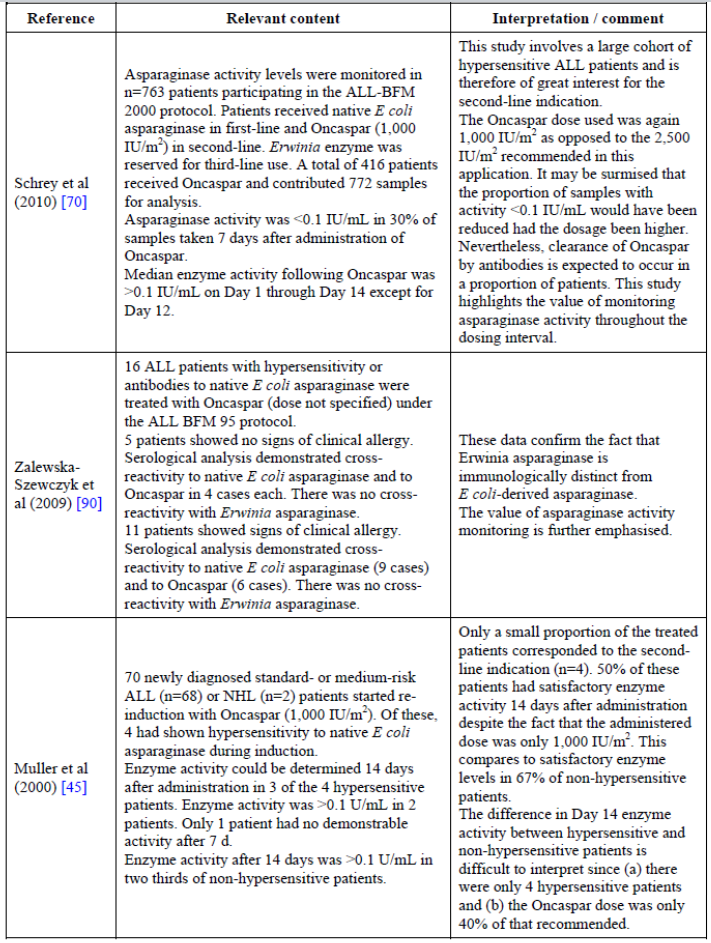 Reference
Relevant content
Interpretation / comment
Schrey et al
(2010) [70]
Asparaginase activity levels were monitored in
n=763 patients participating in the ALL-BFM
2000 protocol. Patients received native E coli
asparaginase in first-line and Oncaspar (1,000
IU/m²) in second-line. Erwinia enzyme was
reserved for third-line use. A total of 416 patients
received Oncaspar and contributed 772 samples
for analysis.
Asparaginase activity was <0.1 IU/mL in 30% of
samples taken 7 days after administration of
Oncaspar.
Median enzyme activity following Oncaspar was
>0.1 IU/mL on Day 1 through Day 14 except for
Day 12.
This study involves a large cohort of
hypersensitive ALL patients and is
therefore of great interest for the
second-line indication.
The Oncaspar dose used was again
1,000 IU/m² as opposed to the 2,500
IU/m² recommended in this
application. It may be surmised that
the proportion of samples with
activity <0.1 IU/mL would have been
reduced had the dosage been higher.
Nevertheless, clearance of Oncaspar
by antibodies is expected to occur in
a proportion of patients. This study
highlights the value of monitoring
asparaginase activity throughout the
dosing interval.
Zalewska-
Szewczyk et
al (2009) [90]
16 ALL patients with hypersensitivity or
antibodies to native E coli asparaginase were
treated with Oncaspar (dose not specified) under
the ALL BFM 95 protocol.
5 patients showed no signs of clinical allergy.
Serological analysis demonstrated cross-
reactivity to native E coli asparaginase and to
Oncaspar in 4 cases each. There was no cross-
reactivity with Erwinia asparaginase.
11 patients showed signs of clinical allergy.
Serological analysis demonstrated cross-
reactivity to native E coli asparaginase (9 cases)
and to Oncaspar (6 cases). There was no cross-
reactivity with Erwinia asparaginase.
These data confirm the fact that
Erwinia asparaginase is
immunologically distinct from
E coli-derived asparaginase.
The value of asparaginase activity
monitoring is further emphasised.
Muller et al
(2000) [45]
70 newly diagnosed standard- or medium-risk
ALL (n=68) or NHL (n=2) patients started re-
induction with Oncaspar (1,000 IU/m²). Of these,
4 had shown hypersensitivity to native E coli
asparaginase during induction.
Enzyme activity could be determined 14 days
after administration in 3 of the 4 hypersensitive
patients. Enzyme activity was >0.1 U/mL in 2
patients. Only 1 patient had no demonstrable
activity after 7 d.
Enzyme activity after 14 days was >0.1 U/mL in
two thirds of non-hypersensitive patients.
Only a small proportion of the treated
patients corresponded to the second-
line indication (n=4). 50% of these
patients had satisfactory enzyme
activity 14 days after administration
despite the fact that the administered
dose was only 1,000 IU/m². This
compares to satisfactory enzyme
levels in 67% of non-hypersensitive
patients.
The difference in Day 14 enzyme
activity between hypersensitive and
non-hypersensitive patients is
difficult to interpret since (a) there
were only 4 hypersensitive patients
and (b) the Oncaspar dose was only
40% of that recommended.